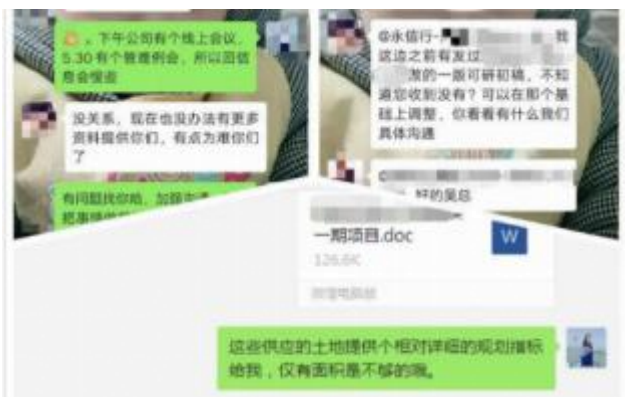 。下午公司有个线上会议，
5.30有个管理例会，所以回信
息会慢些
没关系，现在也没办法有更多
资料提供你们，有点为难你们
了
有问题找你哈，加
@永信行- 我
这边之前有发过
的一版可研初稿，不知
道您收到没有？可以在那个基
础上调整，你看看有什么我们
具体沟通
好的吴总
一期项目.doc
126.6K
微信电脑版
这些供应的土地提供个相对详细的规划指标
给我，仅有面积是不够的哦。